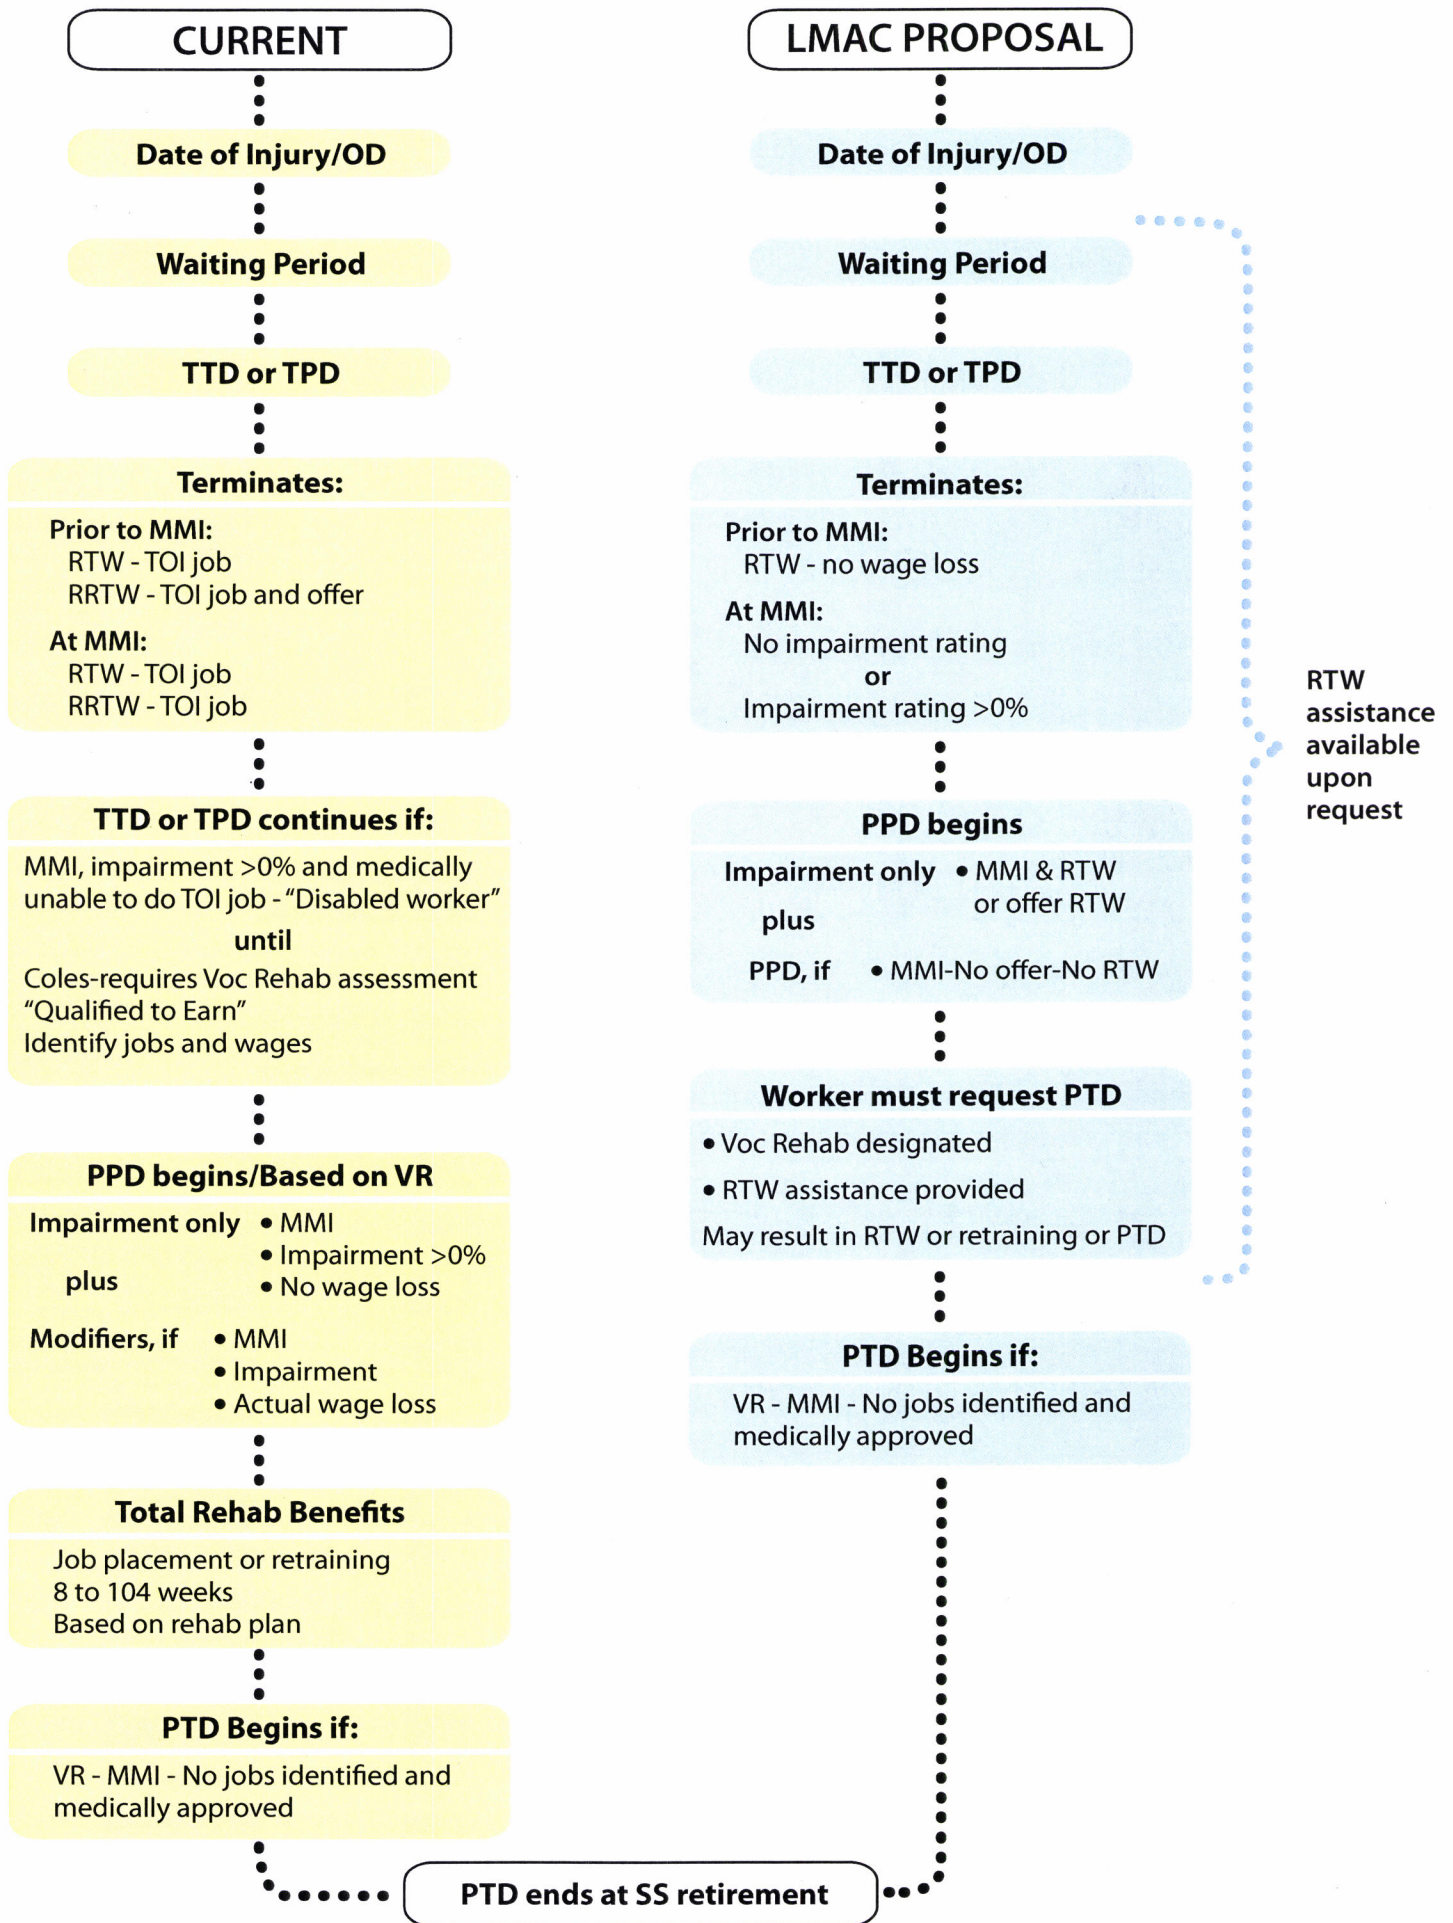 CURRENT
Date of Injury/OD
Waiting Period
TTD or TPD
Terminates:
Prior to MMI:
RTW - TOI job
RRTW - TOI job and offer
At MMI:
RTW - TOI job
RRTW - TOI job
TTD or TPD continues if:
MMI, impairment >0% and medically
unable to do TOI job - “Disabled worker”
until
Coles-requires Voc Rehab assessment
“Qualified to Earn”
Identify jobs and wages
PPD begins/Based on VR
Impairment only • MMI
• Impairment >0%
plus • No wage loss
Modifiers, if • MMI
• Impairment
• Actual wage loss
Total Rehab Benefits
Job placement or retraining
8 to 104 weeks
Based on rehab plan
PTD Begins if:
VR - MMI - No jobs identified and
medically approved
LMAC PROPOSAL
Date of Injury/OD
Waiting Period
TTD or TPD
Terminates:
Prior to MMI:
RTW - no wage loss
At MMI:
No impairment rating
or
Impairment rating >0%
PPD begins
Impairment only • MMI & RTW
or offer RTW
plus
PPD, if • MMI-No offer-No RTW
Worker must request PTD
• Voc Rehab designated
• RTW assistance provided
May result in RTW or retraining or PTD
PTD Begins if:
VR - MMI - No jobs identified and
medically approved
RTW
assistance
available
upon
request
PTD ends at SS retirement